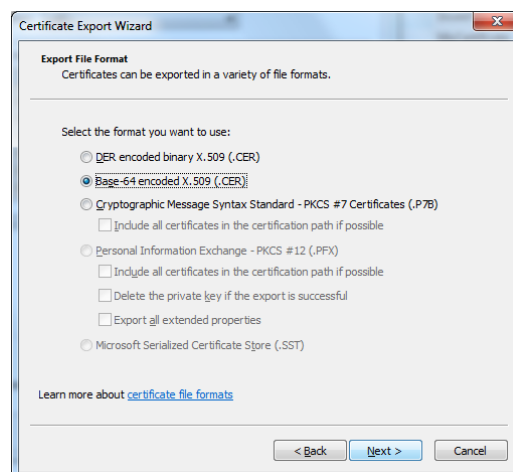 Certificate Export Wizard
Export File Format
Certificates can be exported in a variety of file formats.
Select the format you want to use:
DER encoded binary X.509 (.CER)
Base-64 encoded X.509 (.CER)
Cryptographic Message Syntax Standard - PKCS #7 Certificates (.P7B)
Include all certificates in the certification path if possible
Personal Information Exchange - PKCS #12 (.PFX)
Include all certificates in the certification path if possible
Delete the private key if the export is successful
Export all extended properties
Microsoft Serialized Certificate Store (.SST)
Learn more about certificate file formats
< Back
Next >
Cancel